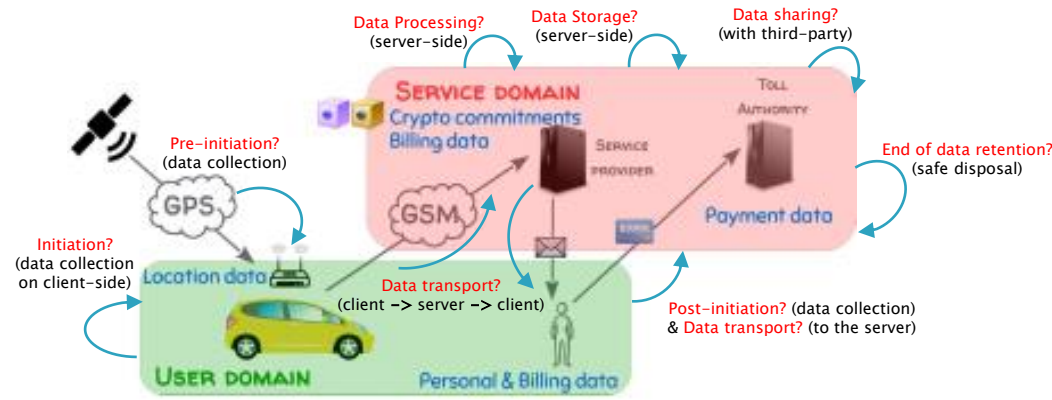 Data Processing?
(server-side)
Data Storage?
(server-side)
Data sharing?
(with third-party)
SERVICE DOMAIN
Crypto commitments
Billing data
TOLL
AUTHORITY
SERVICE
PROVIDER
Pre-initiation?
(data collection)
End of data retention?
(safe disposal)
GPS
GSM
Payment data
Initiation?
(data collection
on client-side)
Location data
Data transport?
(client -> server -> client)
Post-initiation? (data collection)
& Data transport? (to the server)
USER DOMAIN
Personal & Billing data